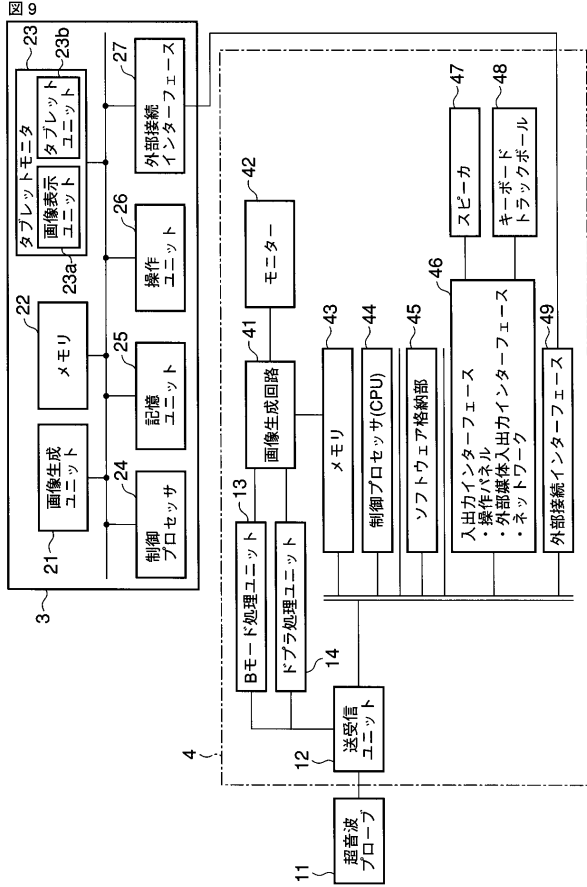 図 9
3
21
画像生成
ユニット
22
メモリ
23
タブレットモニタ
23a
画像表示
ユニット
23b
タブレット
ユニット
24
制御
プロセッサ
25
記憶
ユニット
26
操作
ユニット
27
外部接続
インターフェース
4
11
超音波
プローブ
12
送受信
ユニット
13
Bモード処理ユニット
14
ドプラ処理ユニット
41
画像生成回路
42
モニター
43
メモリ
44
制御プロセッサ(CPU)
45
ソフトウェア格納部
46
入出力インターフェース
・操作パネル
・外部媒体入出力インターフェース
・ネットワーク
47
スピーカ
48
キーボード
トラックボール
49
外部接続インターフェース